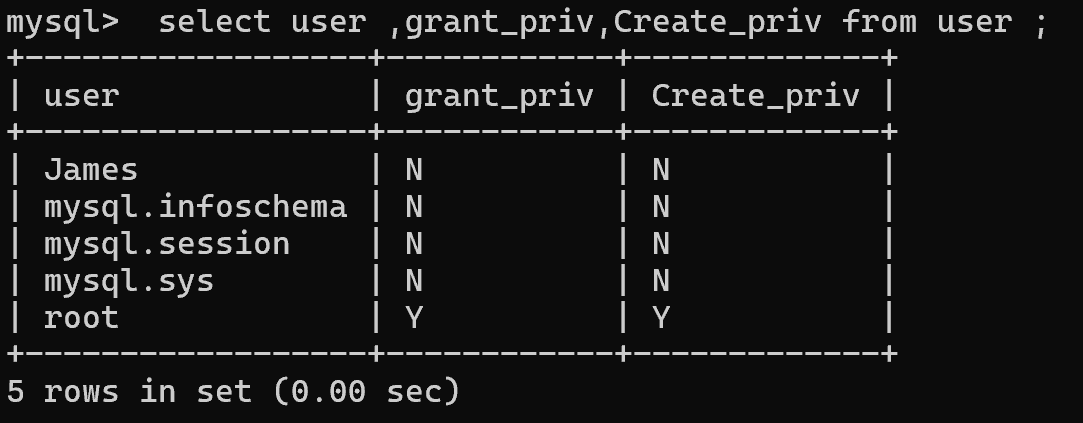 mysql>  select user ,grant_priv,Create_priv from user ;
+------------------+------------+-------------+
| user             | grant_priv | Create_priv |
+------------------+------------+-------------+
| James            | N          | N           |
| mysql.infoschema | N          | N           |
| mysql.session    | N          | N           |
| mysql.sys        | N          | N           |
| root             | Y          | Y           |
+------------------+------------+-------------+
5 rows in set (0.00 sec)